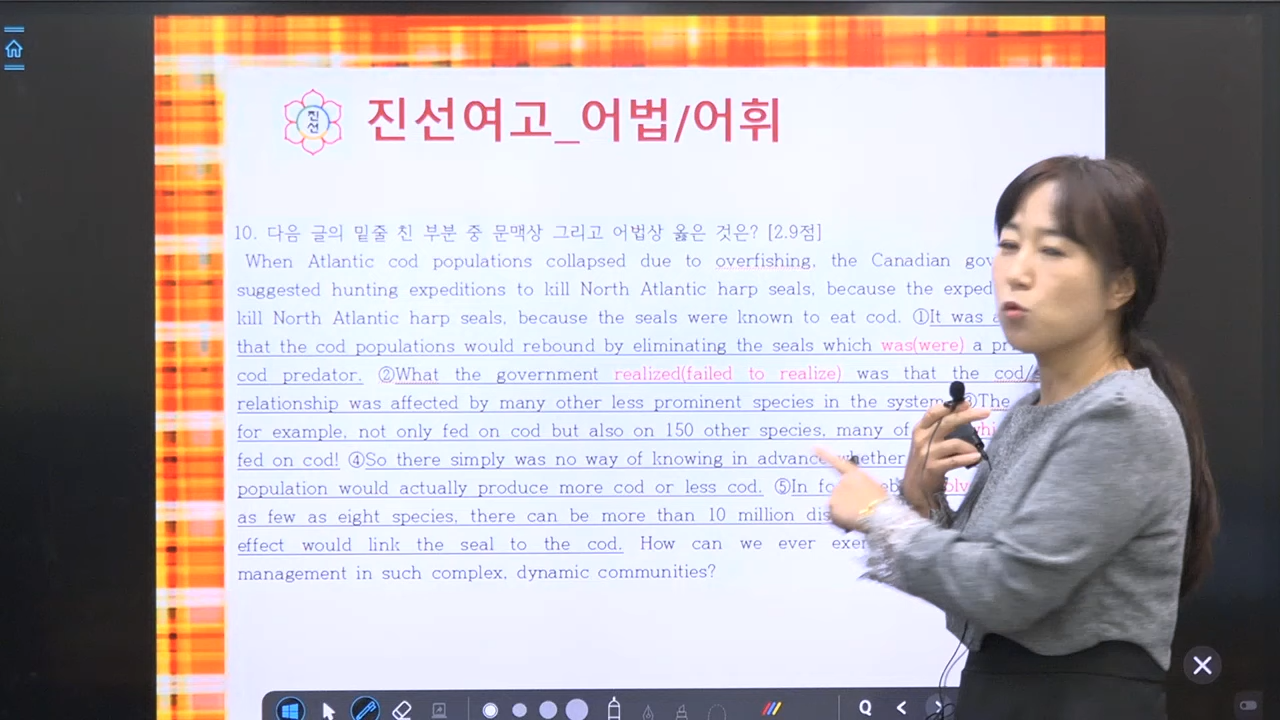 진선
진선여고_어법/어휘
10. 다음 글의 밑줄 친 부분 중 문맥상 그리고 어법상 옳은 것은? [2.9점]
When Atlantic cod populations collapsed due to overfishing, the Canadian
suggested hunting expeditions to kill North Atlantic harp seals, because the
kill North Atlantic harp seals, because the seals were known to eat cod. ①It was
that the cod populations would rebound by eliminating the seals which was(were) a
cod predator. ②What the government realized(failed to realize) was that the
relationship was affected by many other less prominent species in the system. ③The
for example, not only fed on cod but also on 150 other species, many of
fed on cod! ④So there simply was no way of knowing in advance whether
population would actually produce more cod or less cod. ⑤In
as few as eight species, there can be more than 10 million
effect would link the seal to the cod. How can we ever
management in such complex, dynamic communities?